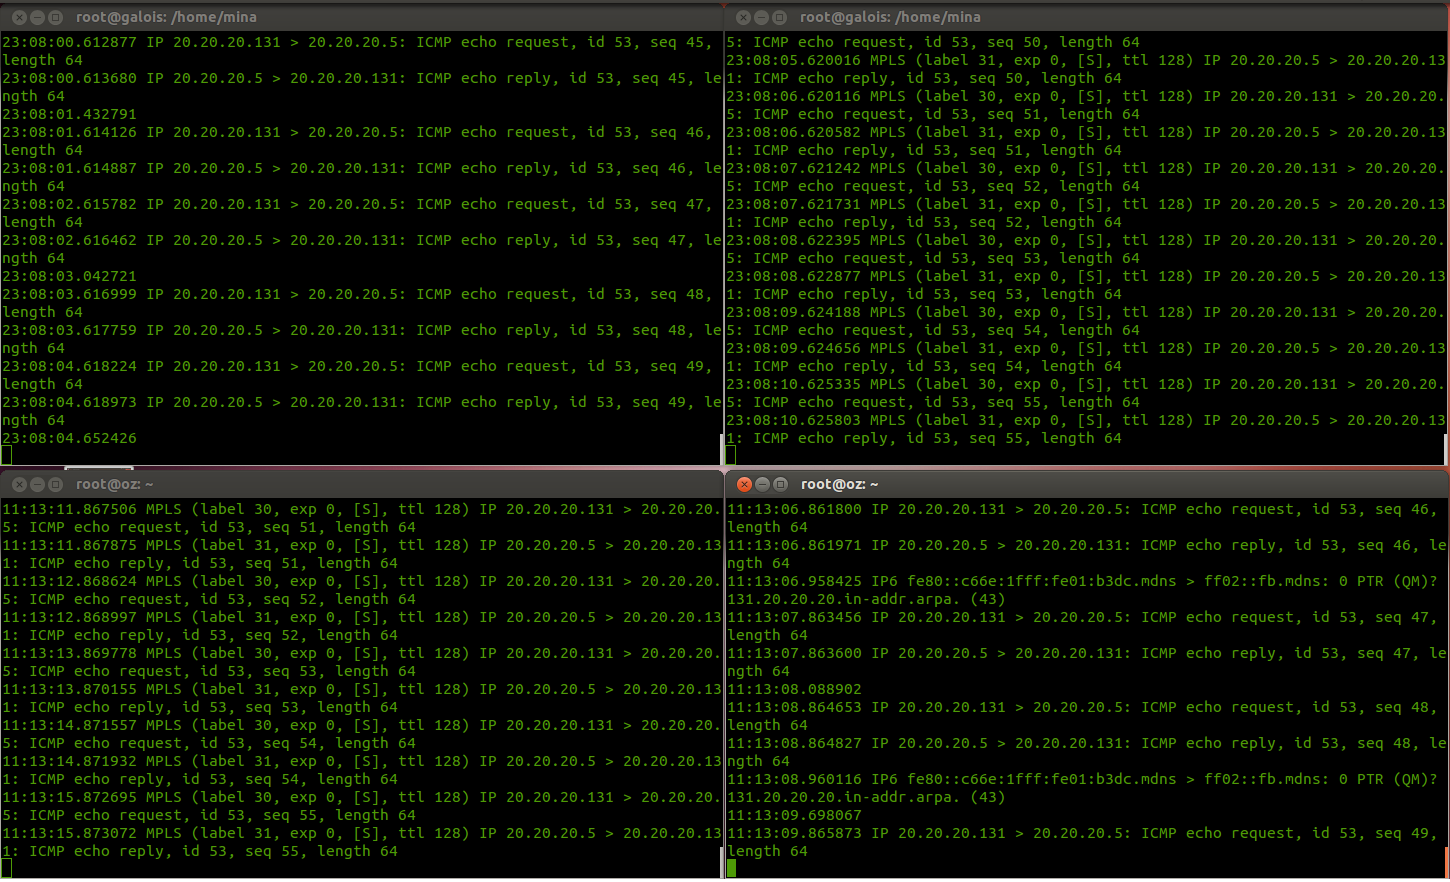 root@galois: /home/mina
23:08:00.612877 IP 20.20.20.131 > 20.20.20.5: ICMP echo request, id 53, seq 45,
length 64
23:08:00.613680 IP 20.20.20.5 > 20.20.20.131: ICMP echo reply, id 53, seq 45, le
ngth 64
23:08:01.432791
23:08:01.614126 IP 20.20.20.131 > 20.20.20.5: ICMP echo request, id 53, seq 46,
length 64
23:08:01.614887 IP 20.20.20.5 > 20.20.20.131: ICMP echo reply, id 53, seq 46, le
ngth 64
23:08:02.615782 IP 20.20.20.131 > 20.20.20.5: ICMP echo request, id 53, seq 47,
length 64
23:08:02.616462 IP 20.20.20.5 > 20.20.20.131: ICMP echo reply, id 53, seq 47, le
ngth 64
23:08:03.042721
23:08:03.616999 IP 20.20.20.131 > 20.20.20.5: ICMP echo request, id 53, seq 48,
length 64
23:08:03.617759 IP 20.20.20.5 > 20.20.20.131: ICMP echo reply, id 53, seq 48, le
ngth 64
23:08:04.618224 IP 20.20.20.131 > 20.20.20.5: ICMP echo request, id 53, seq 49,
length 64
23:08:04.618973 IP 20.20.20.5 > 20.20.20.131: ICMP echo reply, id 53, seq 49, le
ngth 64
23:08:04.652426
root@galois: /home/mina
5: ICMP echo request, id 53, seq 50, length 64
23:08:05.620016 MPLS (label 31, exp 0, [S], ttl 128) IP 20.20.20.5 > 20.20.20.13
1: ICMP echo reply, id 53, seq 50, length 64
23:08:06.620116 MPLS (label 30, exp 0, [S], ttl 128) IP 20.20.20.131 > 20.20.20.
5: ICMP echo request, id 53, seq 51, length 64
23:08:06.620582 MPLS (label 31, exp 0, [S], ttl 128) IP 20.20.20.5 > 20.20.20.13
1: ICMP echo reply, id 53, seq 51, length 64
23:08:07.621242 MPLS (label 30, exp 0, [S], ttl 128) IP 20.20.20.131 > 20.20.20.
5: ICMP echo request, id 53, seq 52, length 64
23:08:07.621731 MPLS (label 31, exp 0, [S], ttl 128) IP 20.20.20.5 > 20.20.20.13
1: ICMP echo reply, id 53, seq 52, length 64
23:08:08.622395 MPLS (label 30, exp 0, [S], ttl 128) IP 20.20.20.131 > 20.20.20.
5: ICMP echo request, id 53, seq 53, length 64
23:08:08.622877 MPLS (label 31, exp 0, [S], ttl 128) IP 20.20.20.5 > 20.20.20.13
1: ICMP echo reply, id 53, seq 53, length 64
23:08:09.624188 MPLS (label 30, exp 0, [S], ttl 128) IP 20.20.20.131 > 20.20.20.
5: ICMP echo request, id 53, seq 54, length 64
23:08:09.624656 MPLS (label 31, exp 0, [S], ttl 128) IP 20.20.20.5 > 20.20.20.13
1: ICMP echo reply, id 53, seq 54, length 64
23:08:10.625335 MPLS (label 30, exp 0, [S], ttl 128) IP 20.20.20.131 > 20.20.20.
5: ICMP echo request, id 53, seq 55, length 64
23:08:10.625803 MPLS (label 31, exp 0, [S], ttl 128) IP 20.20.20.5 > 20.20.20.13
1: ICMP echo reply, id 53, seq 55, length 64
root@oz: ~
11:13:11.867506 MPLS (label 30, exp 0, [S], ttl 128) IP 20.20.20.131 > 20.20.20.
5: ICMP echo request, id 53, seq 51, length 64
11:13:11.867875 MPLS (label 31, exp 0, [S], ttl 128) IP 20.20.20.5 > 20.20.20.13
1: ICMP echo reply, id 53, seq 51, length 64
11:13:12.868624 MPLS (label 30, exp 0, [S], ttl 128) IP 20.20.20.131 > 20.20.20.
5: ICMP echo request, id 53, seq 52, length 64
11:13:12.868997 MPLS (label 31, exp 0, [S], ttl 128) IP 20.20.20.5 > 20.20.20.13
1: ICMP echo reply, id 53, seq 52, length 64
11:13:13.869778 MPLS (label 30, exp 0, [S], ttl 128) IP 20.20.20.131 > 20.20.20.
5: ICMP echo request, id 53, seq 53, length 64
11:13:13.870155 MPLS (label 31, exp 0, [S], ttl 128) IP 20.20.20.5 > 20.20.20.13
1: ICMP echo reply, id 53, seq 53, length 64
11:13:14.871557 MPLS (label 30, exp 0, [S], ttl 128) IP 20.20.20.131 > 20.20.20.
5: ICMP echo request, id 53, seq 54, length 64
11:13:14.871932 MPLS (label 31, exp 0, [S], ttl 128) IP 20.20.20.5 > 20.20.20.13
1: ICMP echo reply, id 53, seq 54, length 64
11:13:15.872695 MPLS (label 30, exp 0, [S], ttl 128) IP 20.20.20.131 > 20.20.20.
5: ICMP echo request, id 53, seq 55, length 64
11:13:15.873072 MPLS (label 31, exp 0, [S], ttl 128) IP 20.20.20.5 > 20.20.20.13
1: ICMP echo reply, id 53, seq 55, length 64
root@oz: ~
11:13:06.861800 IP 20.20.20.131 > 20.20.20.5: ICMP echo request, id 53, seq 46,
length 64
11:13:06.861971 IP 20.20.20.5 > 20.20.20.131: ICMP echo reply, id 53, seq 46, le
ngth 64
11:13:06.958425 IP6 fe80::c66e:1fff:fe01:b3dc.mdns > ff02::fb.mdns: 0 PTR (QM)?
131.20.20.20.in-addr.arpa. (43)
11:13:07.863456 IP 20.20.20.131 > 20.20.20.5: ICMP echo request, id 53, seq 47,
length 64
11:13:07.863600 IP 20.20.20.5 > 20.20.20.131: ICMP echo reply, id 53, seq 47, le
ngth 64
11:13:08.088902
11:13:08.864653 IP 20.20.20.131 > 20.20.20.5: ICMP echo request, id 53, seq 48,
length 64
11:13:08.864827 IP 20.20.20.5 > 20.20.20.131: ICMP echo reply, id 53, seq 48, le
ngth 64
11:13:08.960116 IP6 fe80::c66e:1fff:fe01:b3dc.mdns > ff02::fb.mdns: 0 PTR (QM)?
131.20.20.20.in-addr.arpa. (43)
11:13:09.698067
11:13:09.865873 IP 20.20.20.131 > 20.20.20.5: ICMP echo request, id 53, seq 49,
length 64